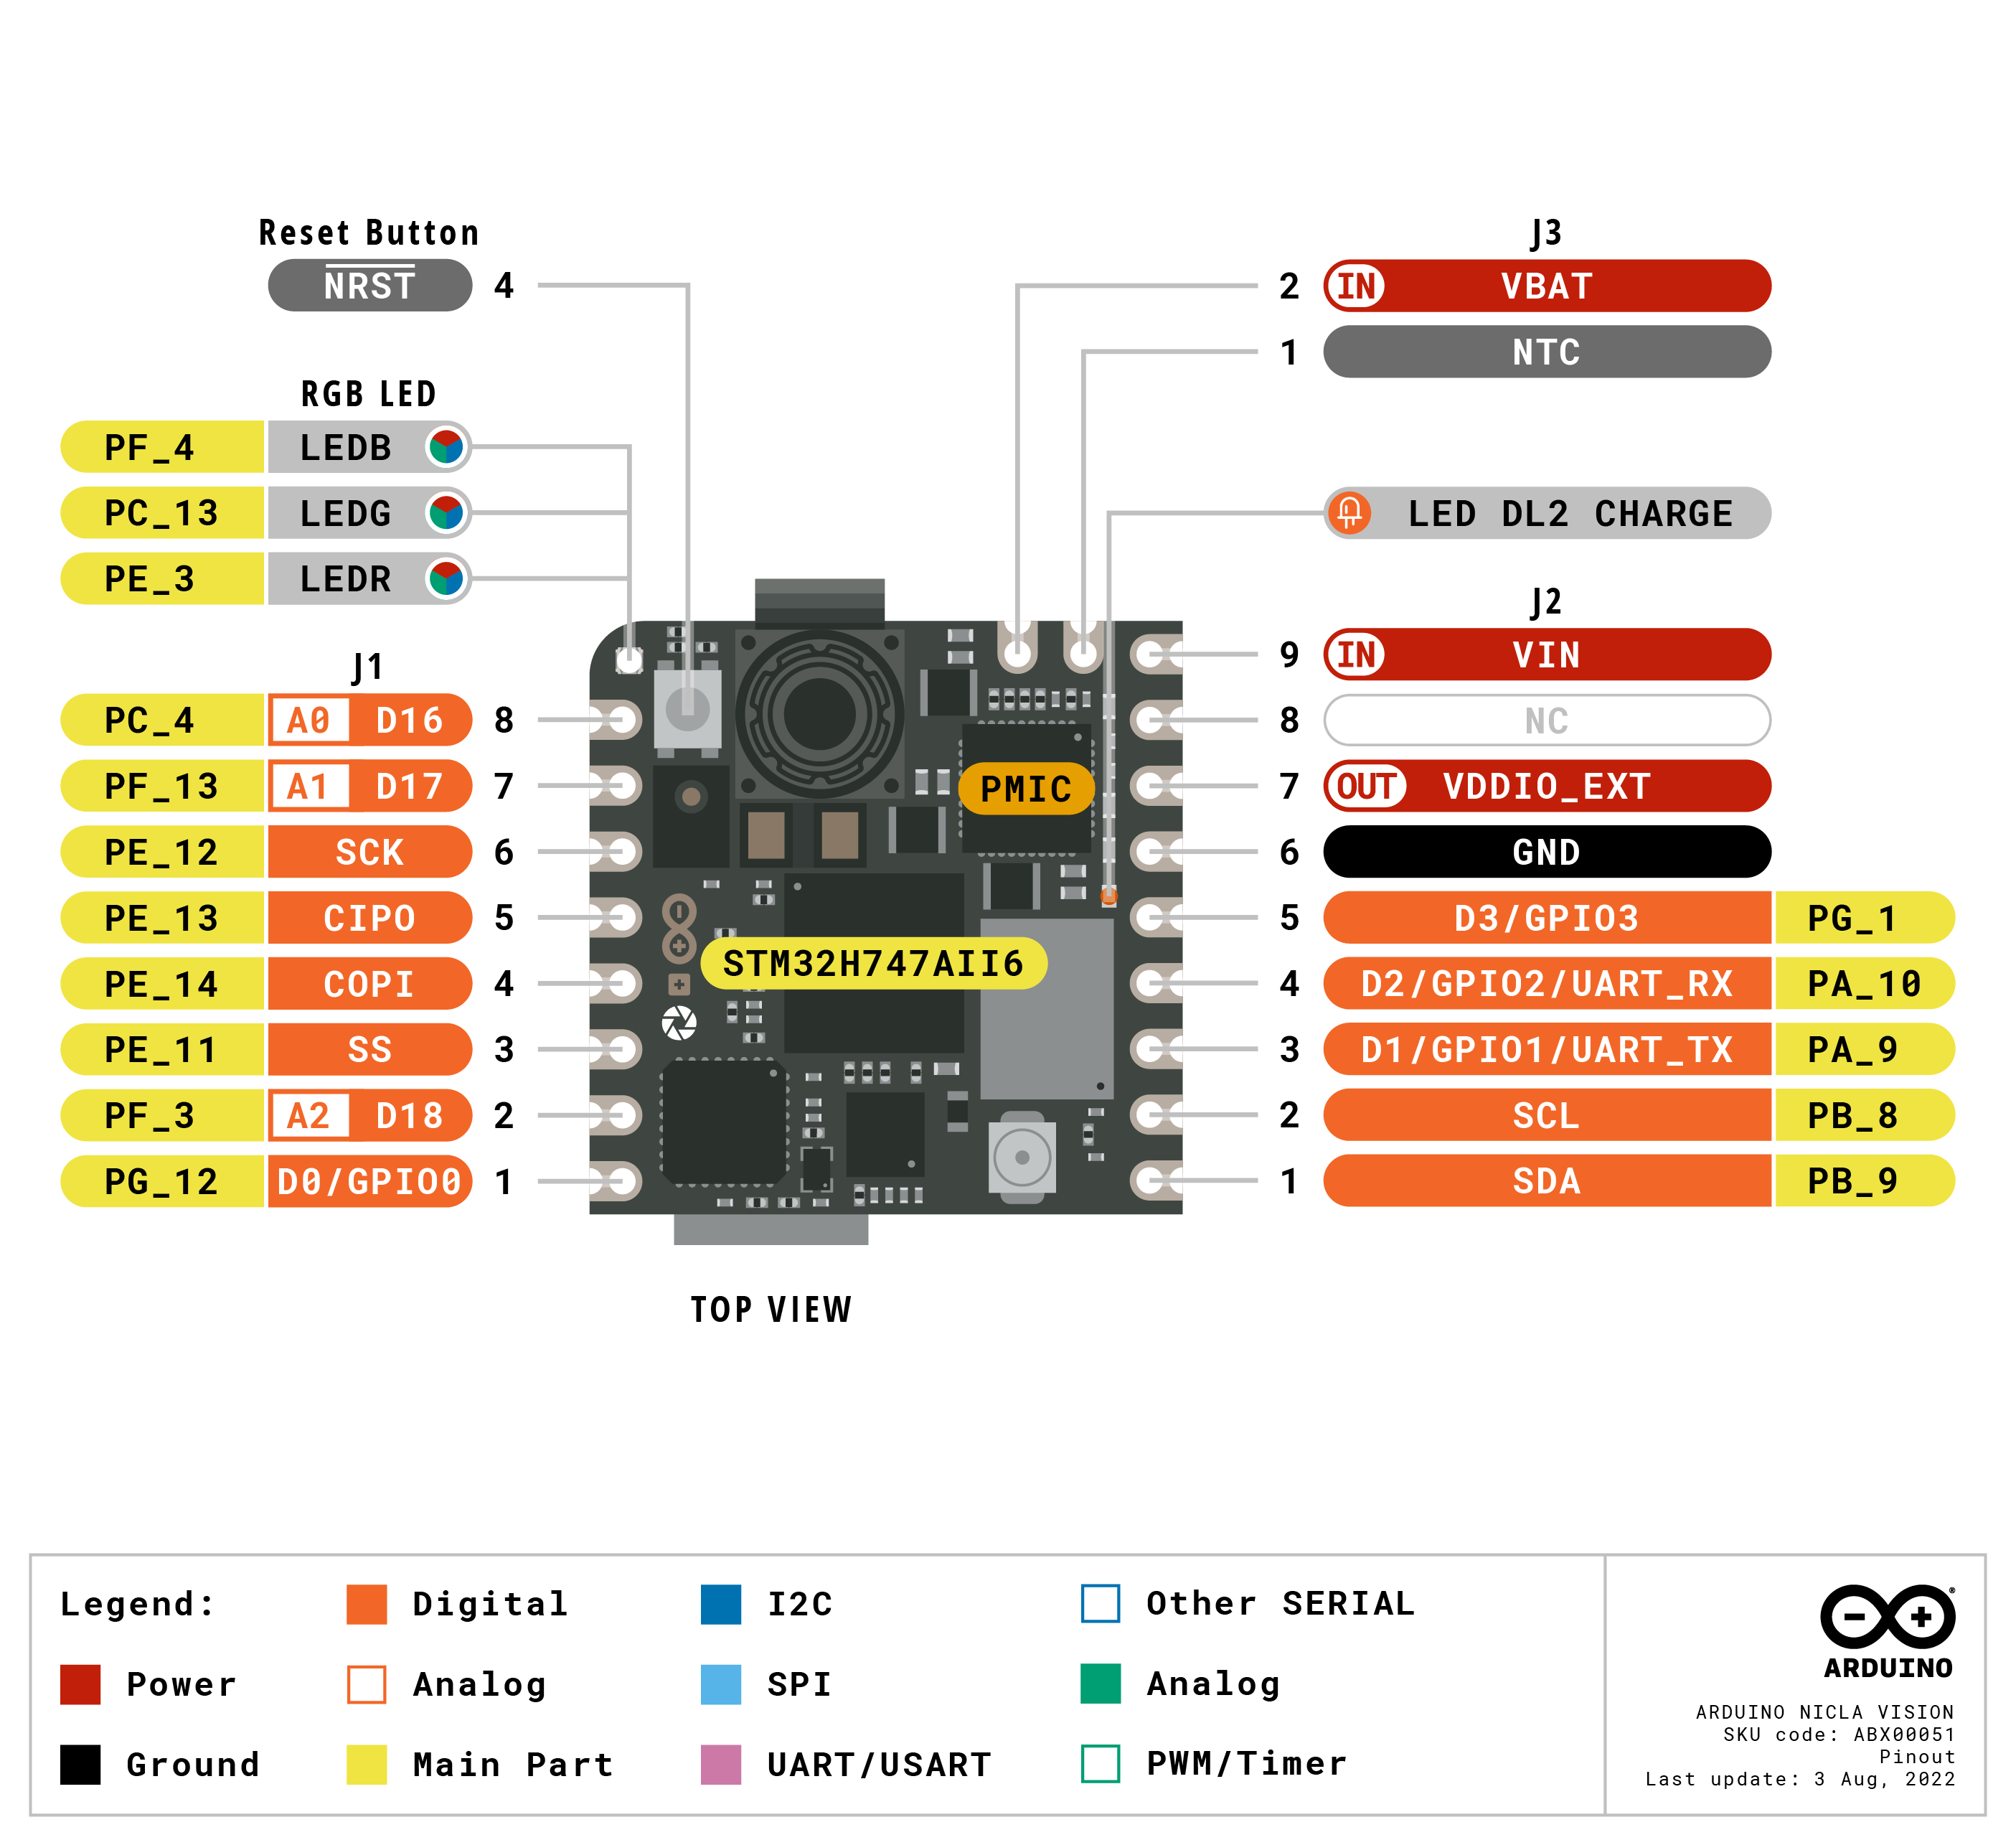 Reset Button
NRST 4
RGB LED
PF_4 LEDB
PC_13 LEDG
PE_3 LEDR
J1
PC_4 A0 D16 8
PF_13 A1 D17 7
PE_12 SCK 6
PE_13 CIPO 5
PE_14 COPI 4
PE_11 SS 3
PF_3 A2 D18 2
PG_12 D0/GPIO0 1
PMIC
STM32H747AII6
J3
2 IN VBAT
1 NTC
LED DL2 CHARGE
J2
9 IN VIN
8 NC
7 OUT VDDIO_EXT
6 GND
5 D3/GPIO3 PG_1
4 D2/GPIO2/UART_RX PA_10
3 D1/GPIO1/UART_TX PA_9
2 SCL PB_8
1 SDA PB_9
TOP VIEW
Legend:
Power
Ground
Digital
Analog
Main Part
I2C
SPI
UART/USART
Other SERIAL
Analog
PWM/Timer
®
ARDUINO
ARDUINO NICLA VISION
SKU code: ABX00051
Pinout
Last update: 3 Aug, 2022